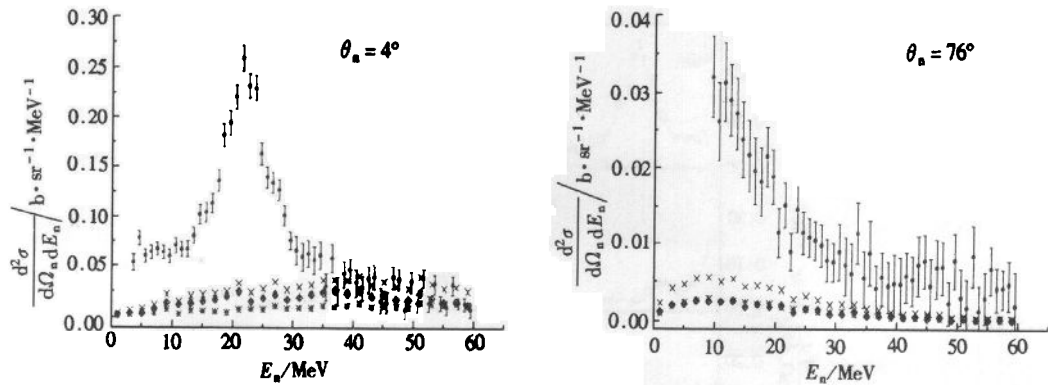 0.30
0.25
0.20
0.15
0.10
0.05
0.00
0 10 20 30 40 50 60
θn = 4°
d²σ / dΩn dEn / b • sr⁻¹ • MeV⁻¹
En/MeV
0.04
0.03
0.02
0.01
0.00
0 10 20 30 40 50 60
θn = 76°
d²σ / dΩn dEn / b • sr⁻¹ • MeV⁻¹
En/MeV